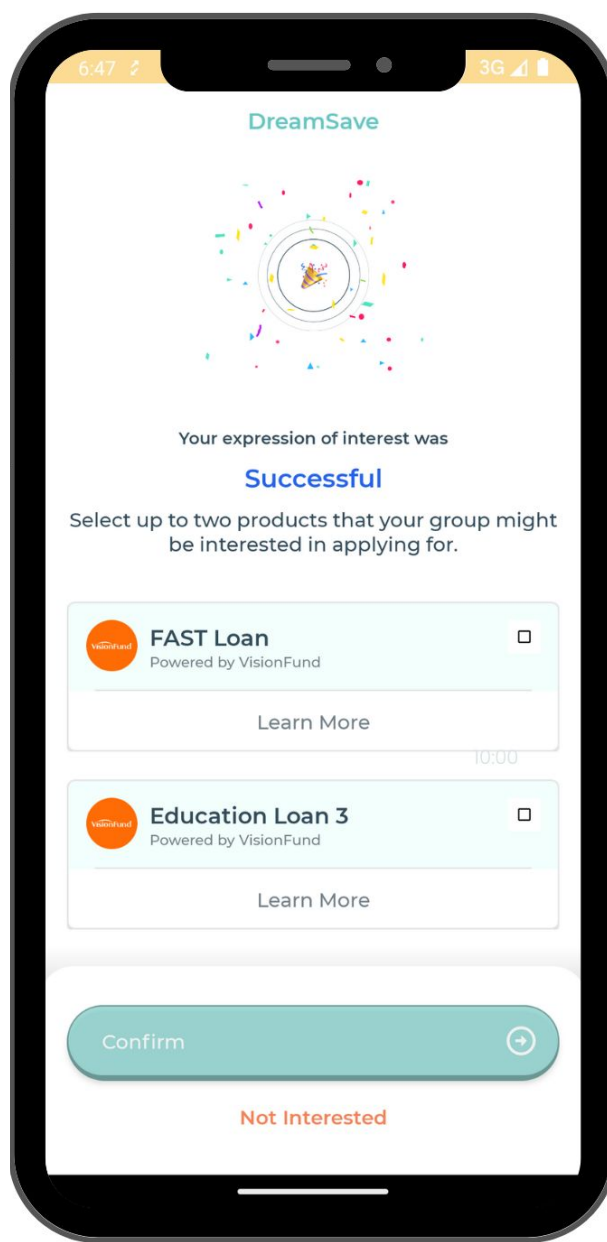 6:47
3G
DreamSave
Your expression of interest was
Successful
Select up to two products that your group might
be interested in applying for.
VisionFund
FAST Loan
Powered by VisionFund
Learn More
10:00
VisionFund
Education Loan 3
Powered by VisionFund
Learn More
Confirm
Not Interested